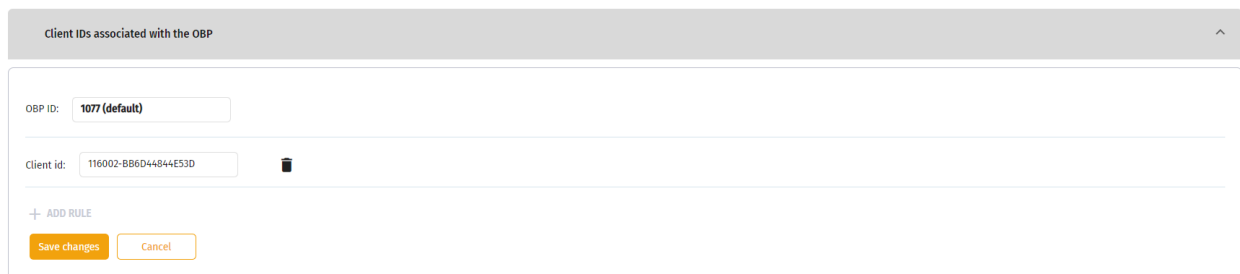 Client IDs associated with the OBP
OBP ID: 1077 (default)
Client id: 116002-BB6D44844E53D
+ ADD RULE
Save changes Cancel